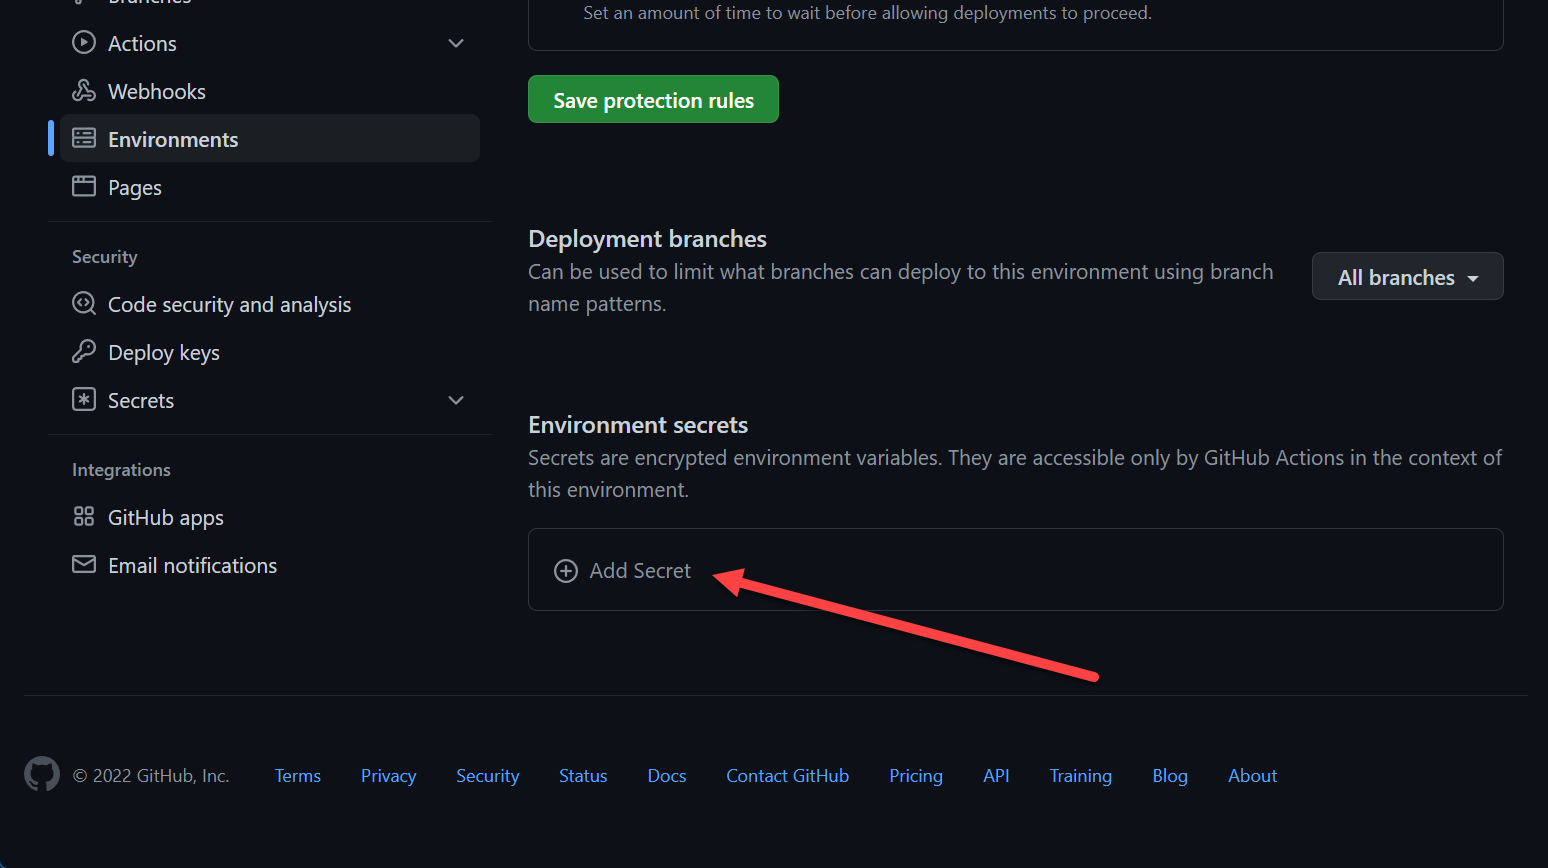 Branches
Actions
Webhooks
Environments
Pages
Security
Code security and analysis
Deploy keys
Secrets
Integrations
GitHub apps
Email notifications
Set an amount of time to wait before allowing deployments to proceed.
Save protection rules
Deployment branches
Can be used to limit what branches can deploy to this environment using branch
name patterns.
All branches
Environment secrets
Secrets are encrypted environment variables. They are accessible only by GitHub Actions in the context of
this environment.
Add Secret
© 2022 GitHub, Inc. Terms Privacy Security Status Docs Contact GitHub Pricing API Training Blog About